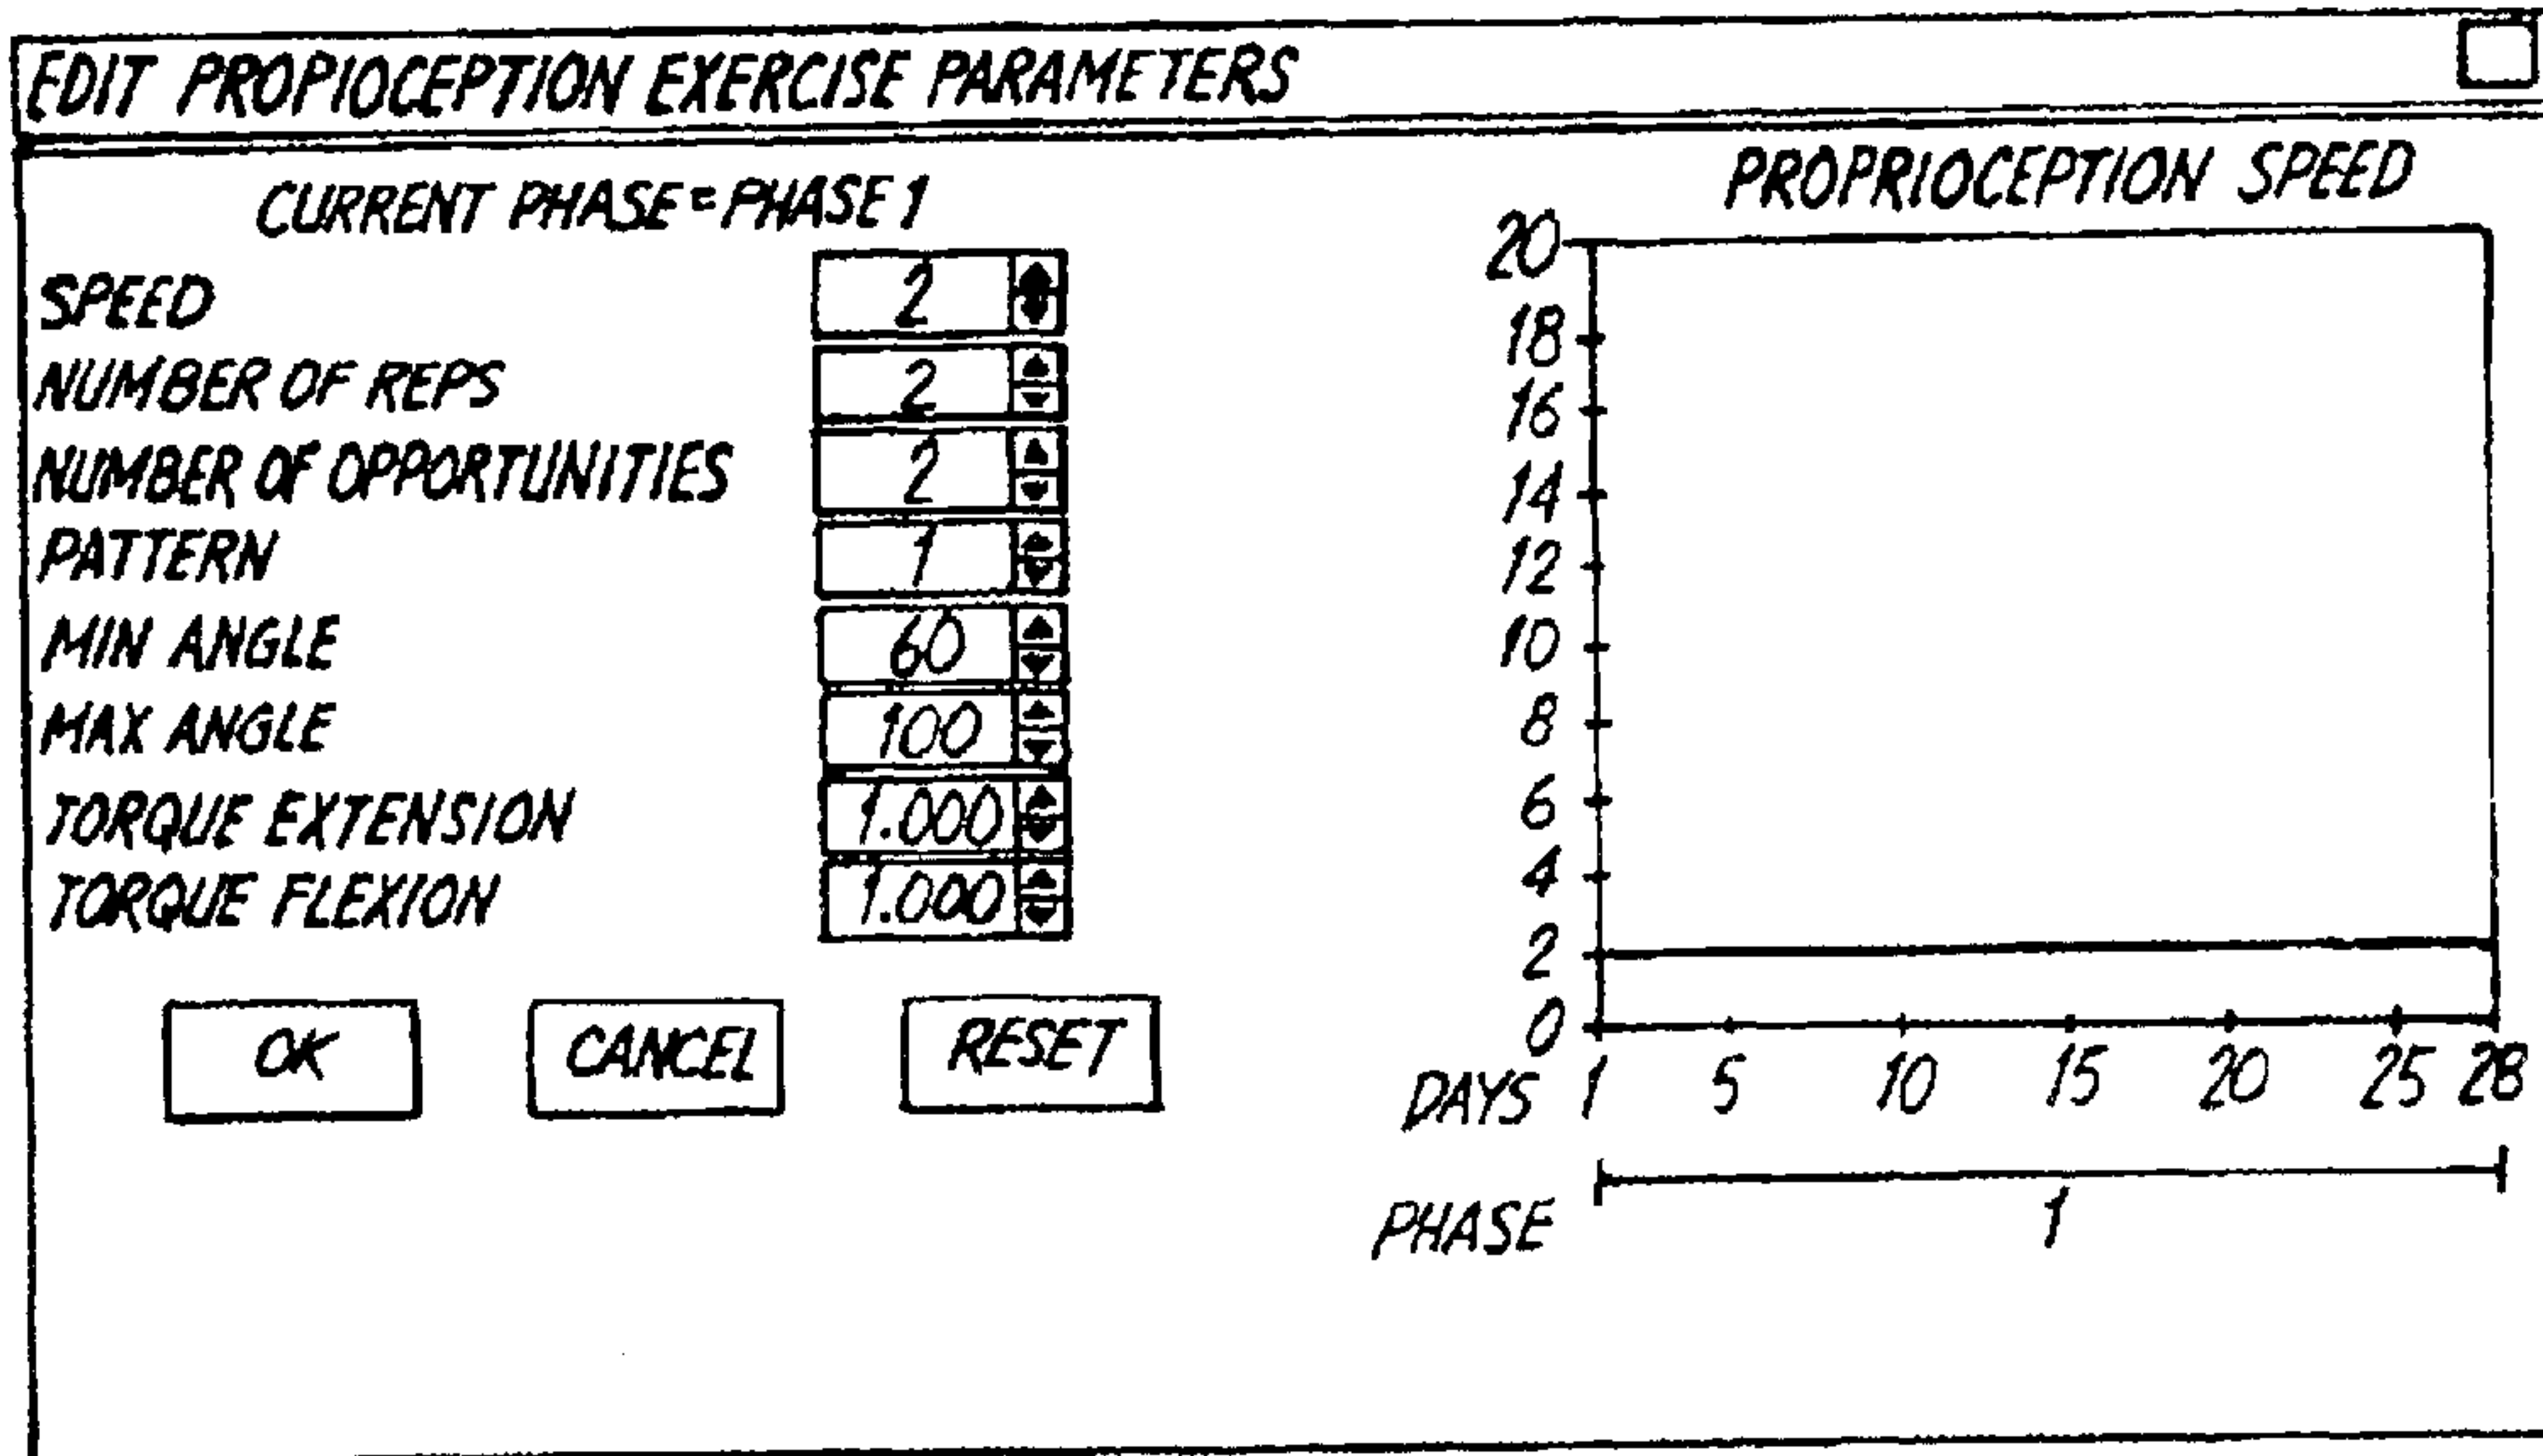 EDIT PROPIOCEPTION EXERCISE PARAMETERS
CURRENT PHASE = PHASE 1
SPEED 2
NUMBER OF REPS 2
NUMBER OF OPPORTUNITIES 2
PATTERN 1
MIN ANGLE 60
MAX ANGLE 100
TORQUE EXTENSION 1.000
TORQUE FLEXION 1.000
OK CANCEL RESET
PROPRIOCEPTION SPEED
20
18
16
14
12
10
8
6
4
2
0
DAYS 1 5 10 15 20 25 28
PHASE 1